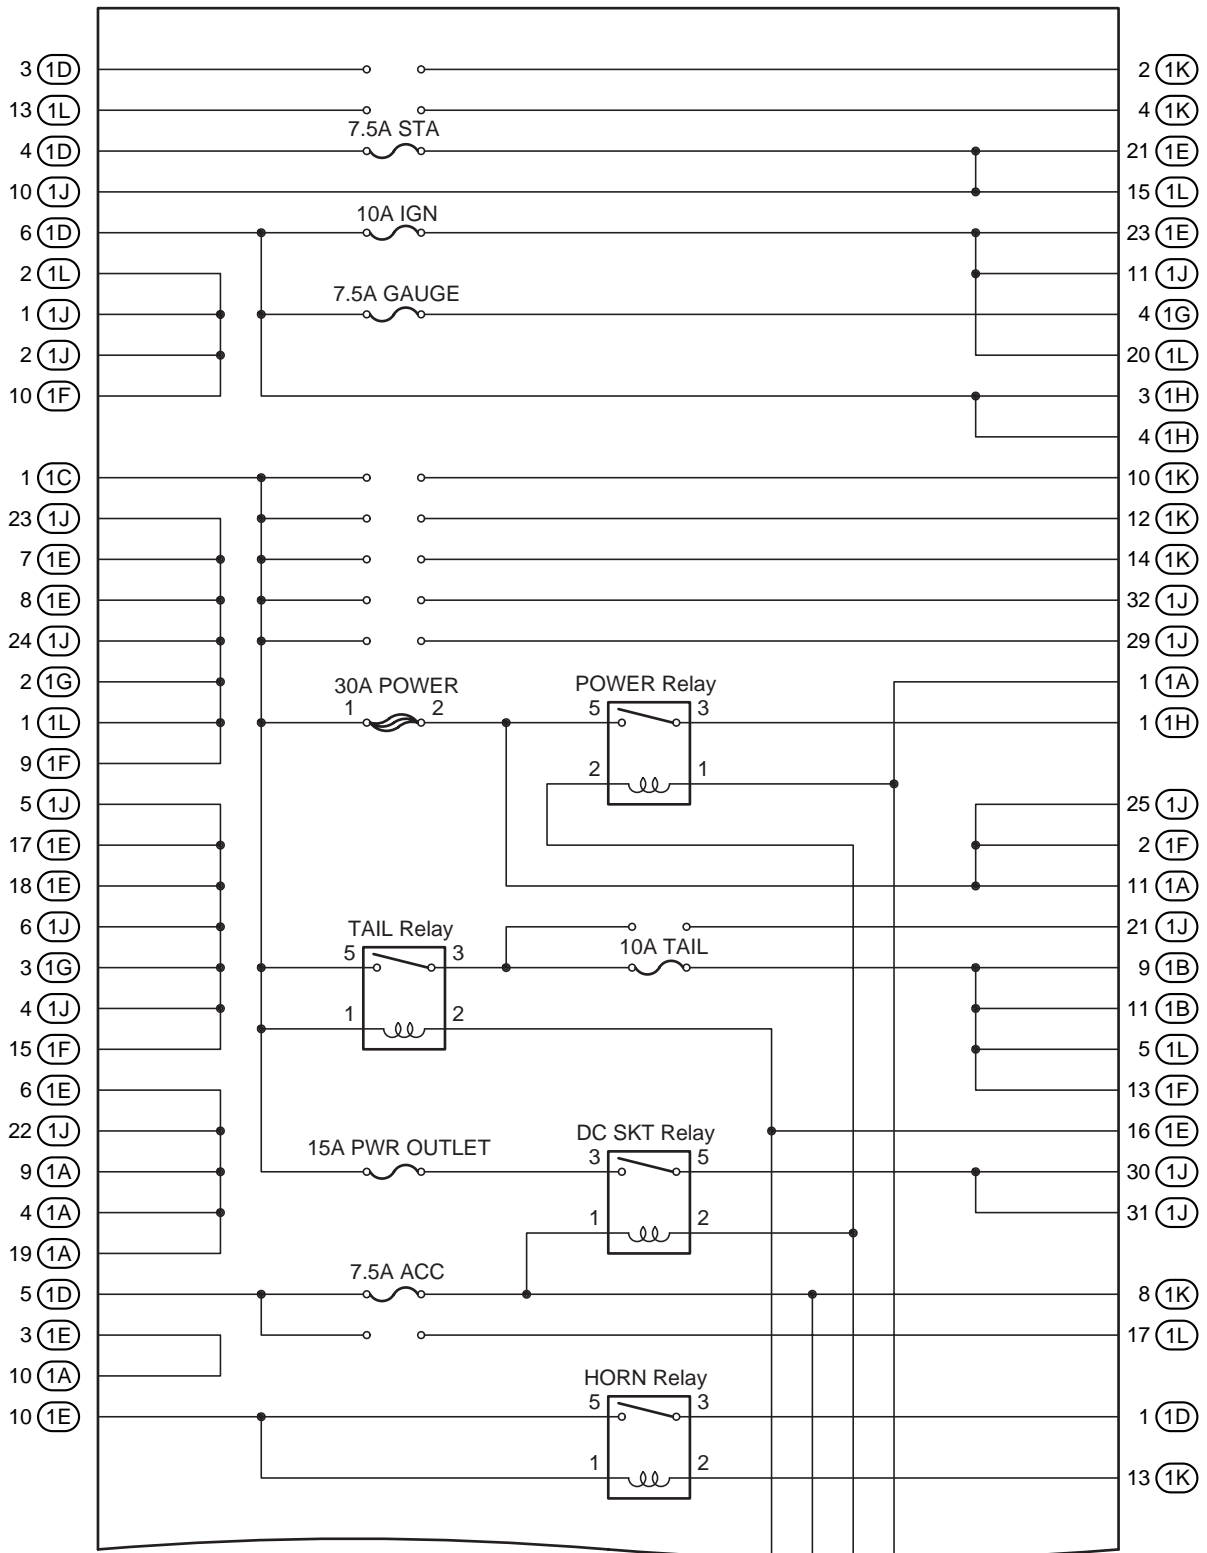 3 1D 2 1K
13 1L 4 1K
7.5A STA
4 1D 21 1E
10 1J 15 1L
10A IGN
6 1D 23 1E
2 1L 11 1J
7.5A GAUGE
1 1J 4 1G
2 1J 20 1L
10 1F 3 1H
4 1H
1 1C 10 1K
23 1J 12 1K
7 1E 14 1K
8 1E 32 1J
24 1J 29 1J
2 1G 30A POWER POWER Relay 1 1A
1 2 5 3
1 1L 1 1H
9 1F 2 1
5 1J 25 1J
17 1E 2 1F
18 1E 11 1A
6 1J TAIL Relay 21 1J
5 3 10A TAIL
3 1G 9 1B
4 1J 1 2 11 1B
15 1F 5 1L
6 1E 13 1F
22 1J DC SKT Relay 16 1E
15A PWR OUTLET 3 5
9 1A 30 1J
4 1A 1 2 31 1J
19 1A
7.5A ACC
5 1D 8 1K
3 1E 17 1L
10 1A HORN Relay
5 3
10 1E 1 1D
1 2
13 1K